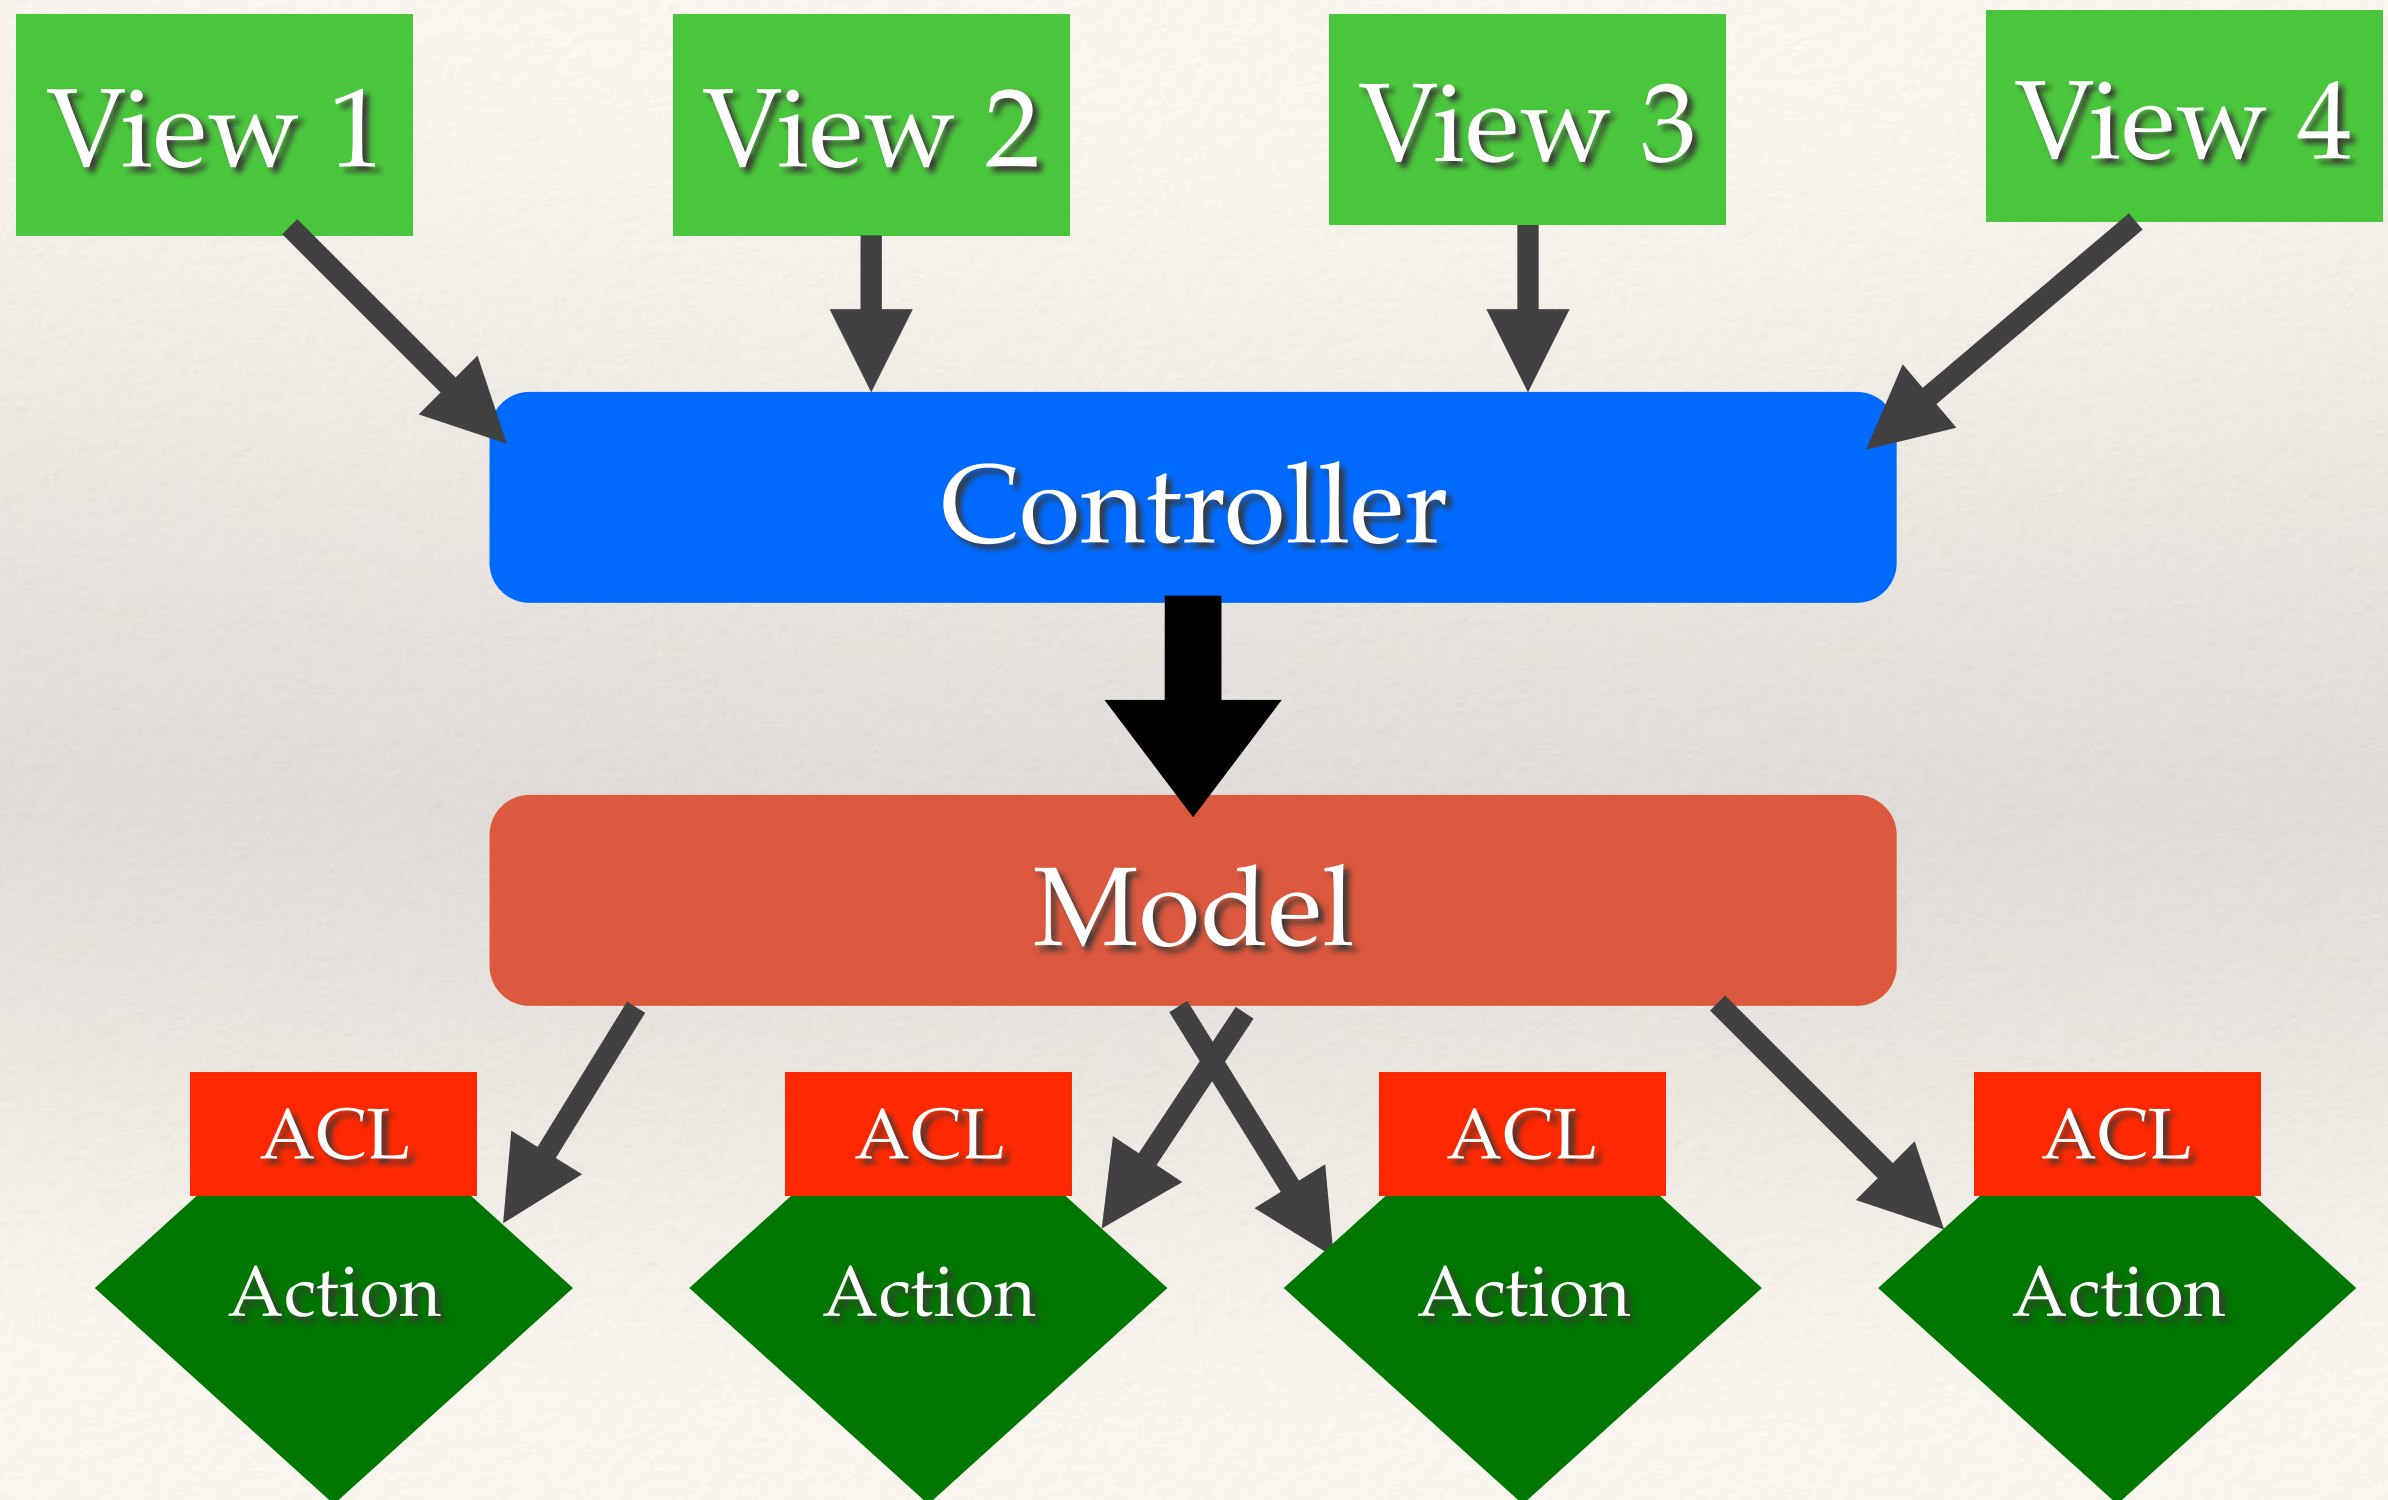 View 1
View 2
View 3
View 4
Controller
Model
ACL
ACL
ACL
ACL
Action
Action
Action
Action